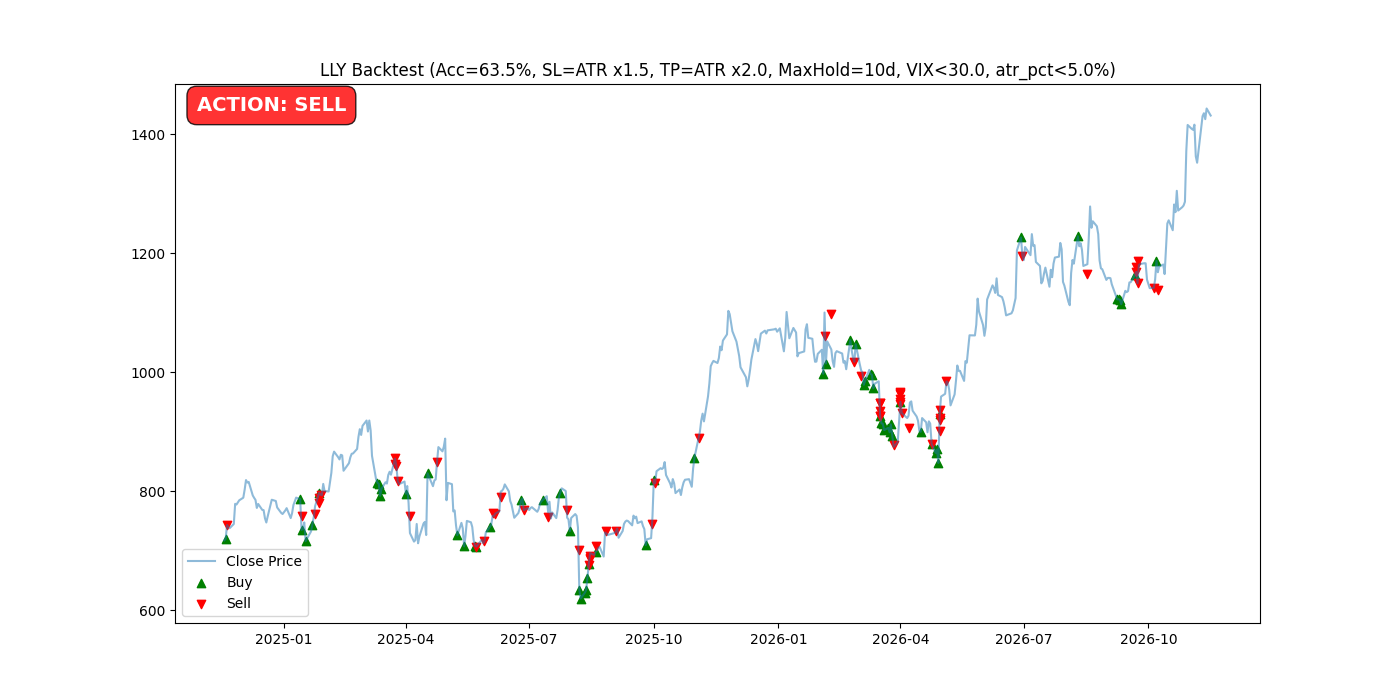 LLY Backtest (Acc=63.5%, SL=ATR x1.5, TP=ATR x2.0, MaxHold=10d, VIX<30.0, atr_pct<5.0%)
ACTION: SELL
1400
1200
1000
800
600
Close Price
Buy
Sell
2025-01 2025-04 2025-07 2025-10 2026-01 2026-04 2026-07 2026-10